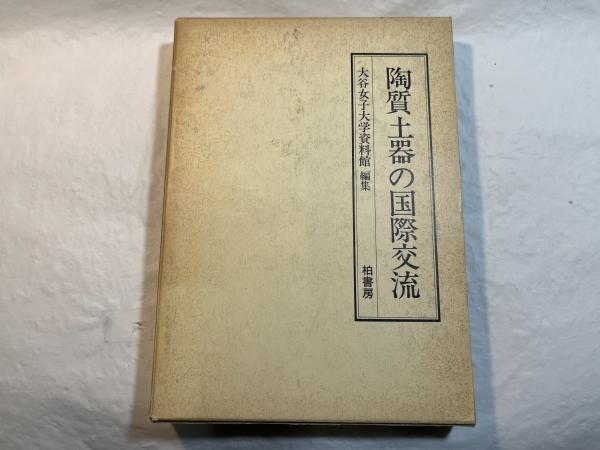 陶質土器の国際交流
大谷女子大学資料館 編集
柏書房